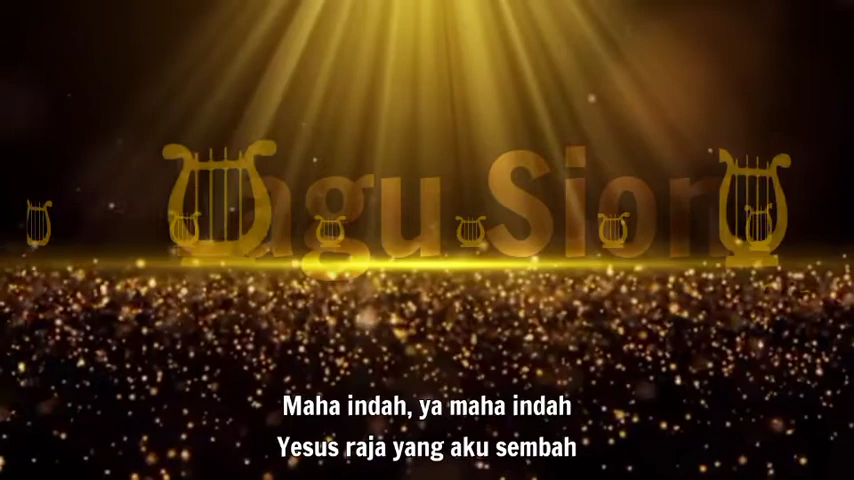 Lagu Sion
Maha indah, ya maha indah
Yesus raja yang aku sembah